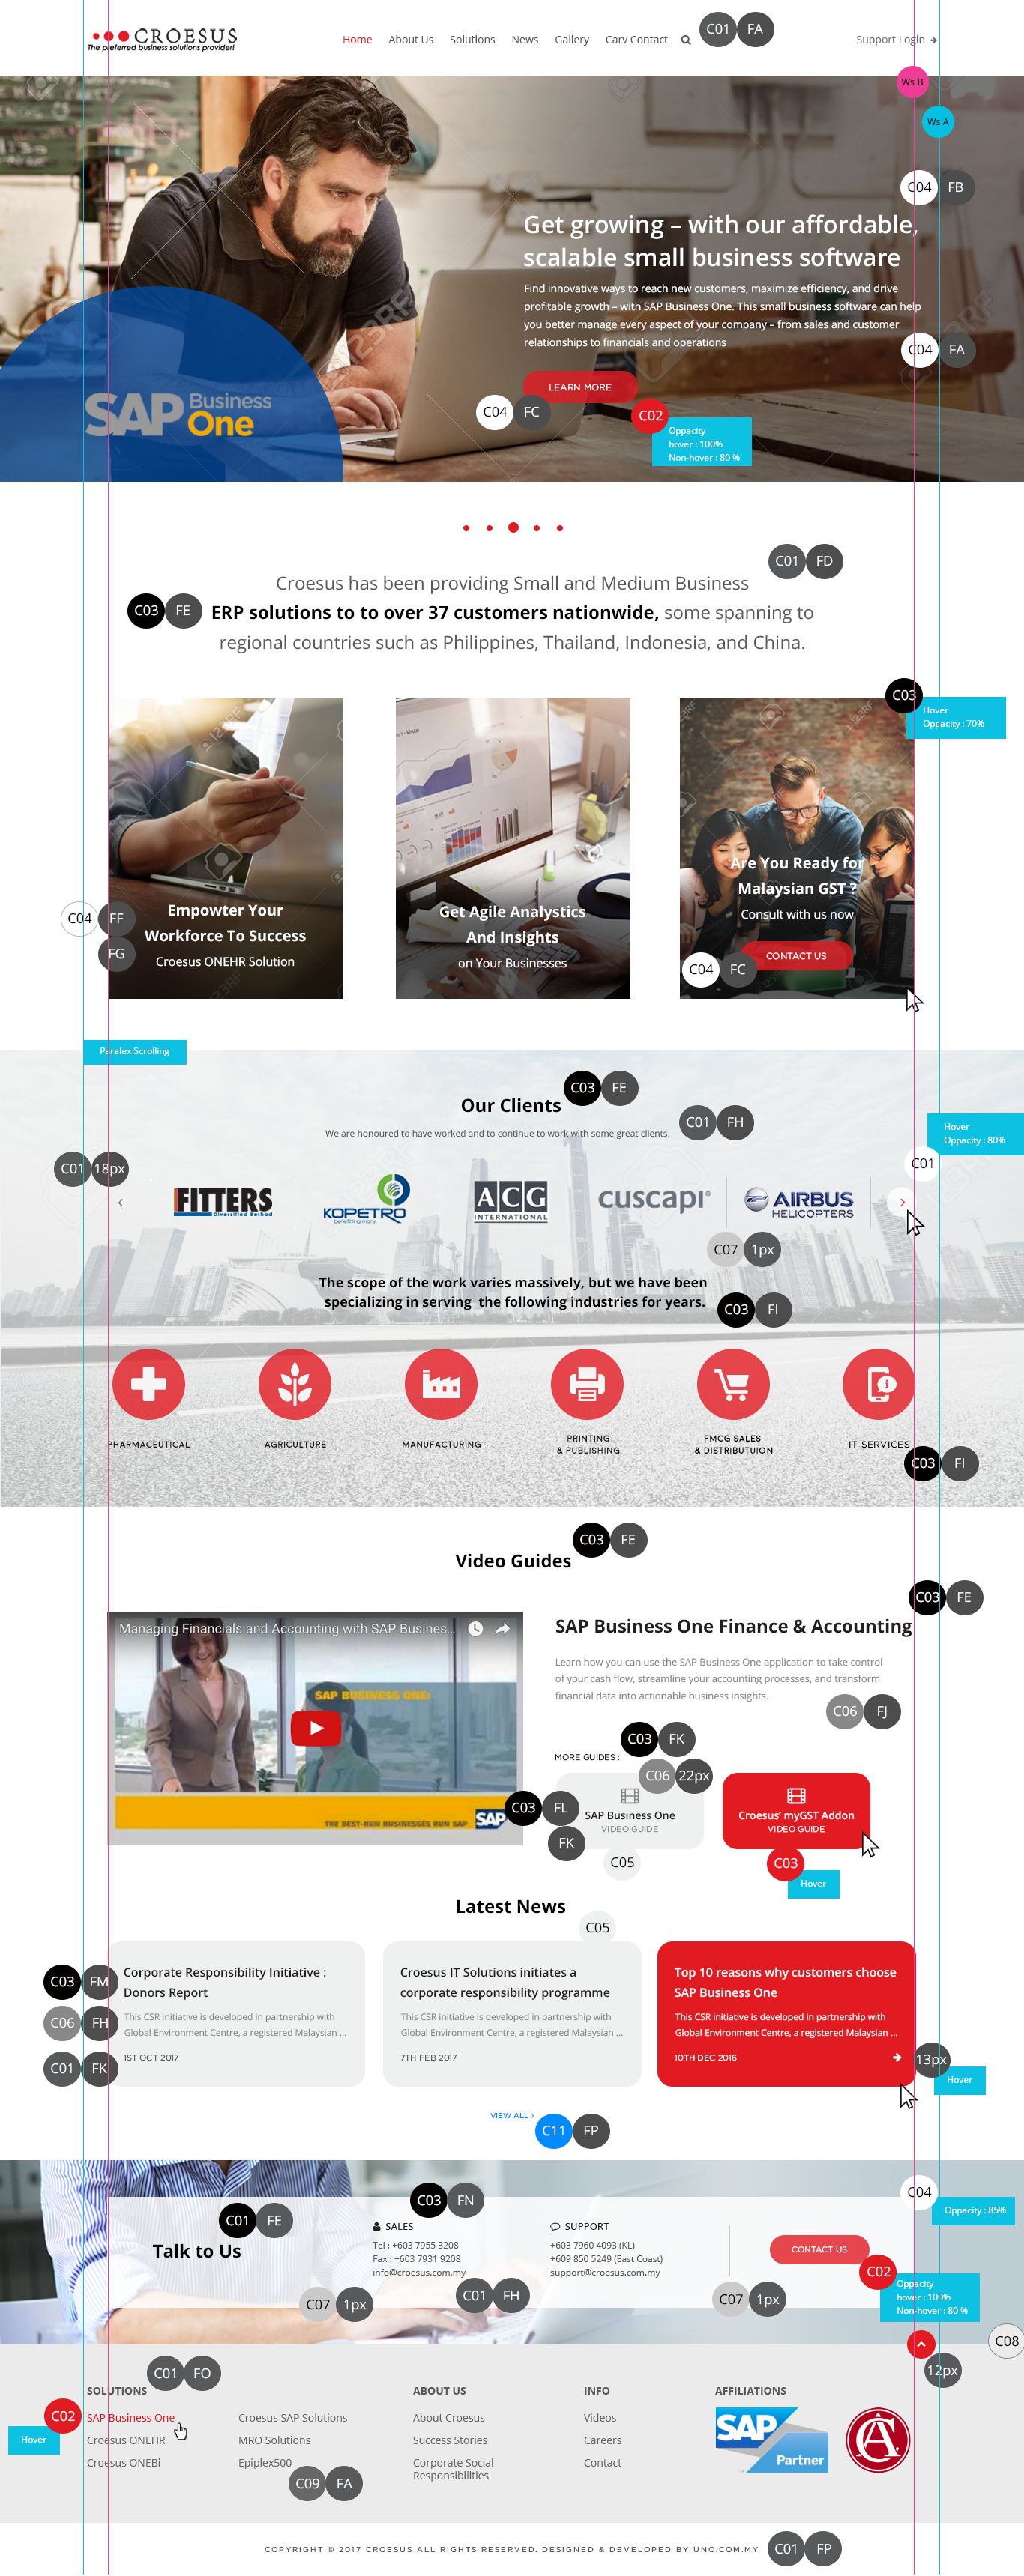 CROESUS
The preferred business solutions provider!
Home About Us Solutions News Gallery Carv Contact
C01 FA
Support Login
Ws B
Ws A
C04 FB
Get growing – with our affordable,
scalable small business software
Find innovative ways to reach new customers, maximize efficiency, and drive
profitable growth – with SAP Business One. This small business software can help
you better manage every aspect of your company – from sales and customer
relationships to financials and operations
C04 FA
LEARN MORE
C04 FC
C02
Oppacity
hover : 100%
Non-hover : 80 %
SAP Business
One
C01 FD
Croesus has been providing Small and Medium Business
C03 FE
ERP solutions to to over 37 customers nationwide, some spanning to
regional countries such as Philippines, Thailand, Indonesia, and China.
C03
Hover
Oppacity : 70%
C04 FF
FG
Empowter Your
Workforce To Success
Croesus ONEHR Solution
Get Agile Analystics
And Insights
on Your Businesses
Are You Ready for
Malaysian GST ?
Consult with us now
CONTACT US
C04 FC
Paralex Scrolling
Our Clients
C03 FE
We are honoured to have worked and to continue to work with some great clients.
C01 FH
Hover
Oppacity : 80%
C01
C01 18px
FITTERS
Diversified Berhad
KOPETRO
benefiting many
ACG
INTERNATIONAL
cuscapi
AIRBUS
HELICOPTERS
C07 1px
The scope of the work varies massively, but we have been
specializing in serving the following industries for years.
C03 FI
PHARMACEUTICAL
AGRICULTURE
MANUFACTURING
PRINTING
& PUBLISHING
FMCG SALES
& DISTRIBUTUION
IT SERVICES
C03 FI
Video Guides
C03 FE
C03 FE
Managing Financials and Accounting with SAP Busines...
SAP BUSINESS ONE:
THE BEST-RUN BUSINESSES RUN SAP
SAP
SAP Business One Finance & Accounting
Learn how you can use the SAP Business One application to take control
of your cash flow, streamline your accounting processes, and transform
financial data into actionable business insights.
C06 FJ
C03 FK
MORE GUIDES :
C06 22px
C03 FL
FK
SAP Business One
VIDEO GUIDE
C05
Croesus' myGST Addon
VIDEO GUIDE
C03
Hover
Latest News
C05
C03 FM
C06 FH
C01 FK
Corporate Responsibility Initiative :
Donors Report
This CSR initiative is developed in partnership with
Global Environment Centre, a registered Malaysian ...
1ST OCT 2017
Croesus IT Solutions initiates a
corporate responsibility programme
This CSR initiative is developed in partnership with
Global Environment Centre, a registered Malaysian ...
7TH FEB 2017
Top 10 reasons why customers choose
SAP Business One
This CSR initiative is developed in partnership with
Global Environment Centre, a registered Malaysian ...
10TH DEC 2016
13px
Hover
VIEW ALL >
C11 FP
C04
Oppacity : 85%
C01 FE
Talk to Us
C03 FN
SALES
Tel : +603 7955 3208
Fax : +603 7931 9208
info@croesus.com.my
SUPPORT
+603 7960 4093 (KL)
+609 850 5249 (East Coast)
support@croesus.com.my
CONTACT US
C02
Oppacity
hover : 100%
Non-hover : 80 %
C07 1px
C01 FH
C07 1px
C08
12px
C01 FO
SOLUTIONS
C02
Hover
SAP Business One
Croesus ONEHR
Croesus ONEBi
Croesus SAP Solutions
MRO Solutions
Epiplex500
C09 FA
ABOUT US
About Croesus
Success Stories
Corporate Social
Responsibilities
INFO
Videos
Careers
Contact
AFFILIATIONS
SAP
Partner
COPYRIGHT © 2017 CROESUS ALL RIGHTS RESERVED. DESIGNED & DEVELOPED BY UNO.COM.MY
C01 FP